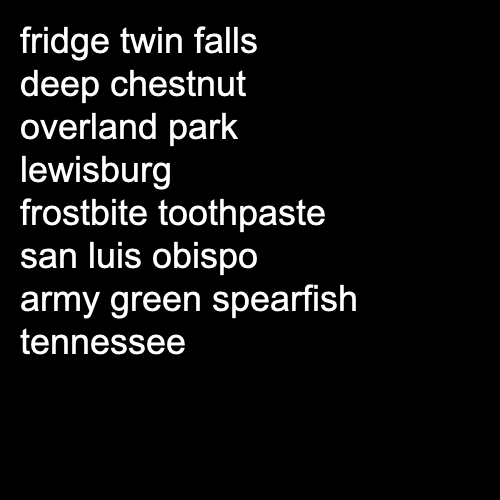 fridge twin falls
deep chestnut
overland park
lewisburg
frostbite toothpaste
san luis obispo
army green spearfish
tennessee